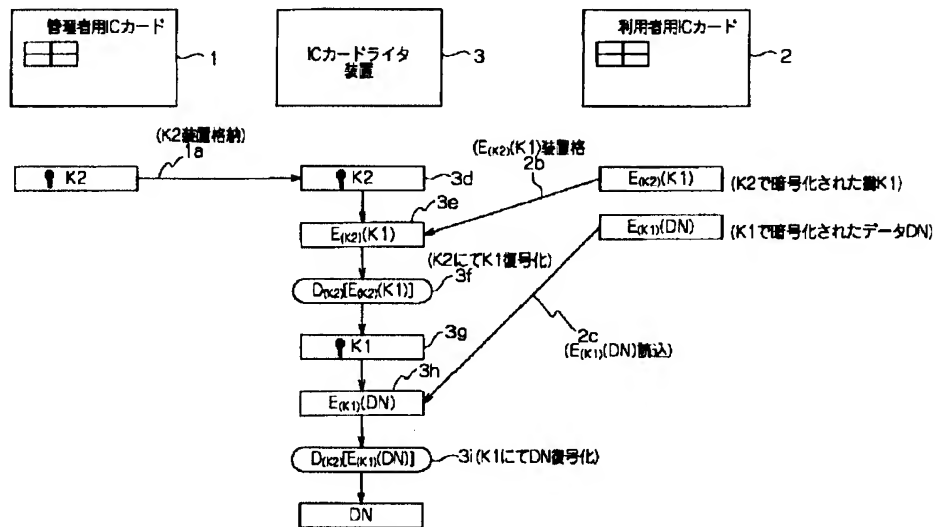 管理者用ICカード
1
ICカードライタ
装置
3
利用者用ICカード
2
(K2装置格納)
1a
K2
K2
3d
(E(K2)(K1)装置格
2b
E(K2)(K1)
(K2で暗号化された鍵K1)
3e
E(K2)(K1)
E(K1)(DN)
(K1で暗号化されたデータDN)
(K2にてK1復号化)
3f
D(K2)[E(K2)(K1)]
K1
3g
2c
(E(K1)(DN)読込)
3h
E(K1)(DN)
D(K2)[E(K1)(DN)]
3i(K1にてDN復号化)
DN